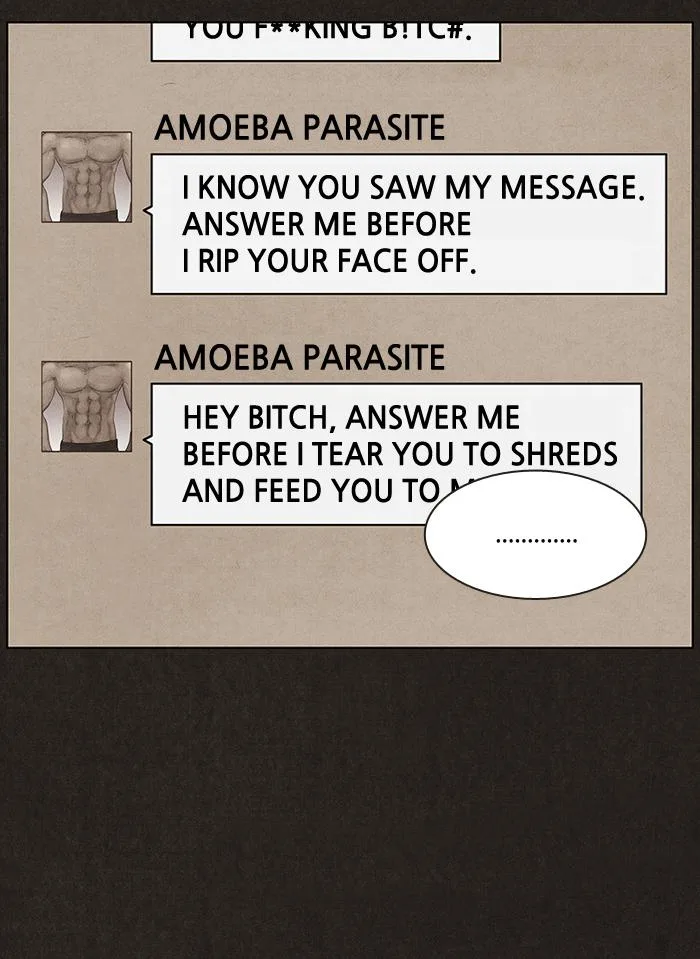 YOU F**KING B!TC#.
AMOEBA PARASITE
I KNOW YOU SAW MY MESSAGE.
ANSWER ME BEFORE
I RIP YOUR FACE OFF.
AMOEBA PARASITE
HEY BITCH, ANSWER ME
BEFORE I TEAR YOU TO SHREDS
AND FEED YOU TO
.............